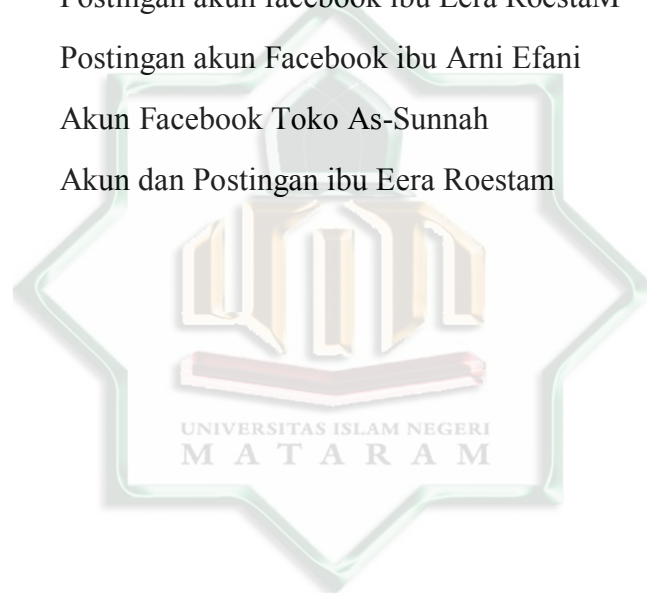 Postingan akun facebook ibu Eera RoestaM
Postingan akun Facebook ibu Arni Efani
Akun Facebook Toko As-Sunnah
Akun dan Postingan ibu Eera Roestam
UNIVERSITAS ISLAM NEGERI
MATARAM